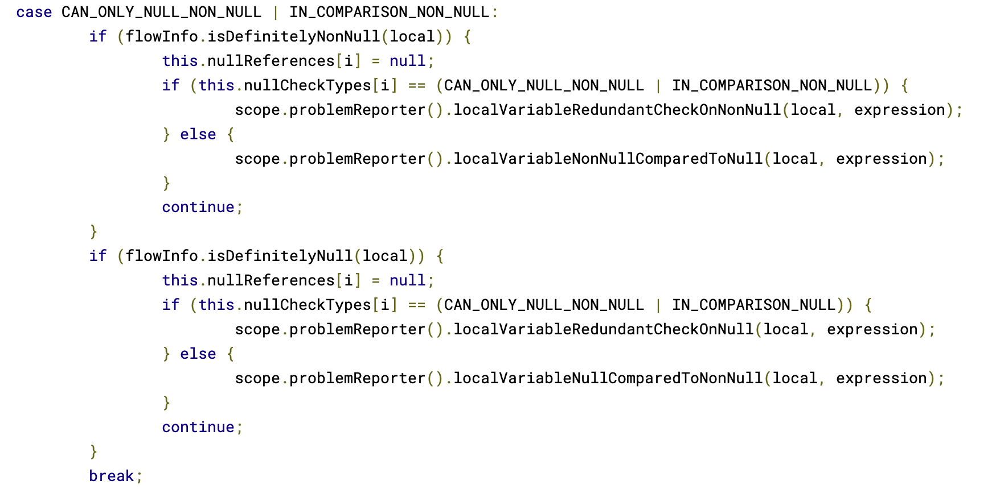 case CAN_ONLY_NULL_NON_NULL | IN_COMPARISON_NON_NULL:
        if (flowInfo.isDefinitelyNonNull(local)) {
                this.nullReferences[i] = null;
                if (this.nullCheckTypes[i] == (CAN_ONLY_NULL_NON_NULL | IN_COMPARISON_NON_NULL)) {
                        scope.problemReporter().localVariableRedundantCheckOnNonNull(local, expression);
                } else {
                        scope.problemReporter().localVariableNonNullComparedToNull(local, expression);
                }
                continue;
        }
        if (flowInfo.isDefinitelyNull(local)) {
                this.nullReferences[i] = null;
                if (this.nullCheckTypes[i] == (CAN_ONLY_NULL_NON_NULL | IN_COMPARISON_NULL)) {
                        scope.problemReporter().localVariableRedundantCheckOnNull(local, expression);
                } else {
                        scope.problemReporter().localVariableNullComparedToNonNull(local, expression);
                }
                continue;
        }
        break;